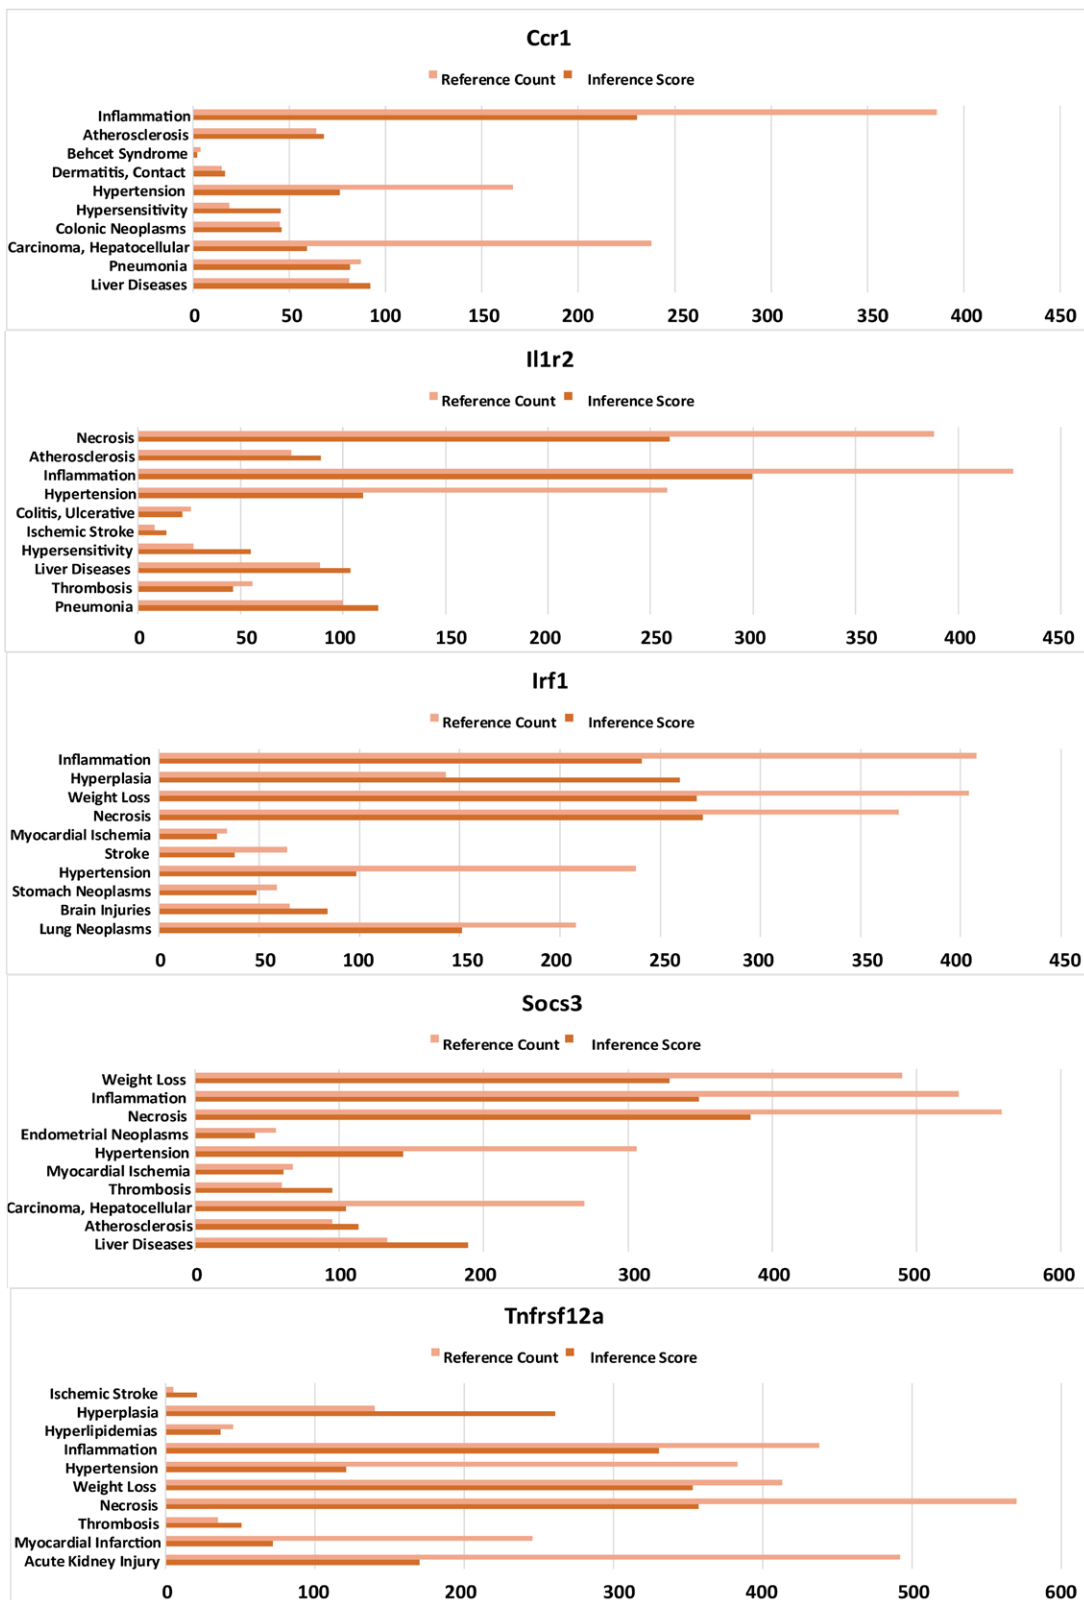 Ccr1
Reference Count Inference Score
Inflammation
Atherosclerosis
Behcet Syndrome
Dermatitis, Contact
Hypertension
Hypersensitivity
Colonic Neoplasms
Carcinoma, Hepatocellular
Pneumonia
Liver Diseases
0 50 100 150 200 250 300 350 400 450
Il1r2
Reference Count Inference Score
Necrosis
Atherosclerosis
Inflammation
Hypertension
Colitis, Ulcerative
Ischemic Stroke
Hypersensitivity
Liver Diseases
Thrombosis
Pneumonia
0 50 100 150 200 250 300 350 400 450
Irf1
Reference Count Inference Score
Inflammation
Hyperplasia
Weight Loss
Necrosis
Myocardial Ischemia
Stroke
Hypertension
Stomach Neoplasms
Brain Injuries
Lung Neoplasms
0 50 100 150 200 250 300 350 400 450
Socs3
Reference Count Inference Score
Weight Loss
Inflammation
Necrosis
Endometrial Neoplasms
Hypertension
Myocardial Ischemia
Thrombosis
Carcinoma, Hepatocellular
Atherosclerosis
Liver Diseases
0 100 200 300 400 500 600
Tnfrsf12a
Reference Count Inference Score
Ischemic Stroke
Hyperplasia
Hyperlipidemias
Inflammation
Hypertension
Weight Loss
Necrosis
Thrombosis
Myocardial Infarction
Acute Kidney Injury
0 100 200 300 400 500 600